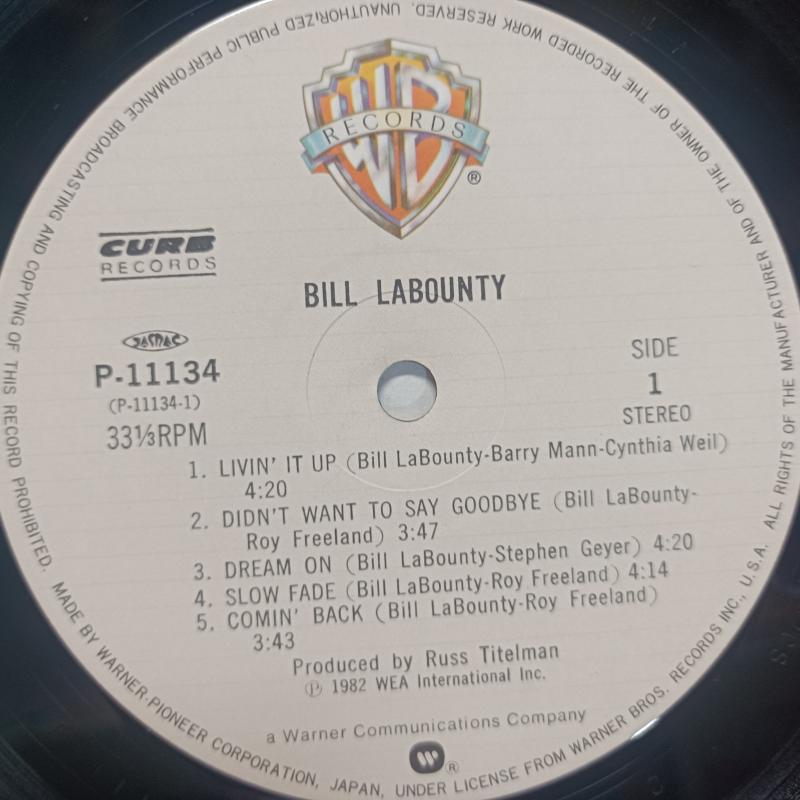 WB
RECORDS
®
CURB
RECORDS
BILL LABOUNTY
JASRAC
P-11134
(P-11134-1)
33⅓RPM
SIDE
1
STEREO
1. LIVIN' IT UP (Bill LaBounty-Barry Mann-Cynthia Weil)
4:20
2. DIDN'T WANT TO SAY GOODBYE (Bill LaBounty-
Roy Freeland) 3:47
3. DREAM ON (Bill LaBounty-Stephen Geyer) 4:20
4. SLOW FADE (Bill LaBounty-Roy Freeland) 4:14
5. COMIN' BACK (Bill LaBounty-Roy Freeland)
3:43
Produced by Russ Titelman
Ⓟ 1982 WEA International Inc.
a Warner Communications Company
®
MADE BY WARNER-PIONEER CORPORATION, JAPAN, UNDER LICENSE FROM WARNER BROS. RECORDS INC., U.S.A. ALL RIGHTS OF THE MANUFACTURER AND OF THE OWNER OF THE RECORDED WORK RESERVED. UNAUTHORIZED PUBLIC PERFORMANCE BROADCASTING AND COPYING OF THIS RECORD PROHIBITED.